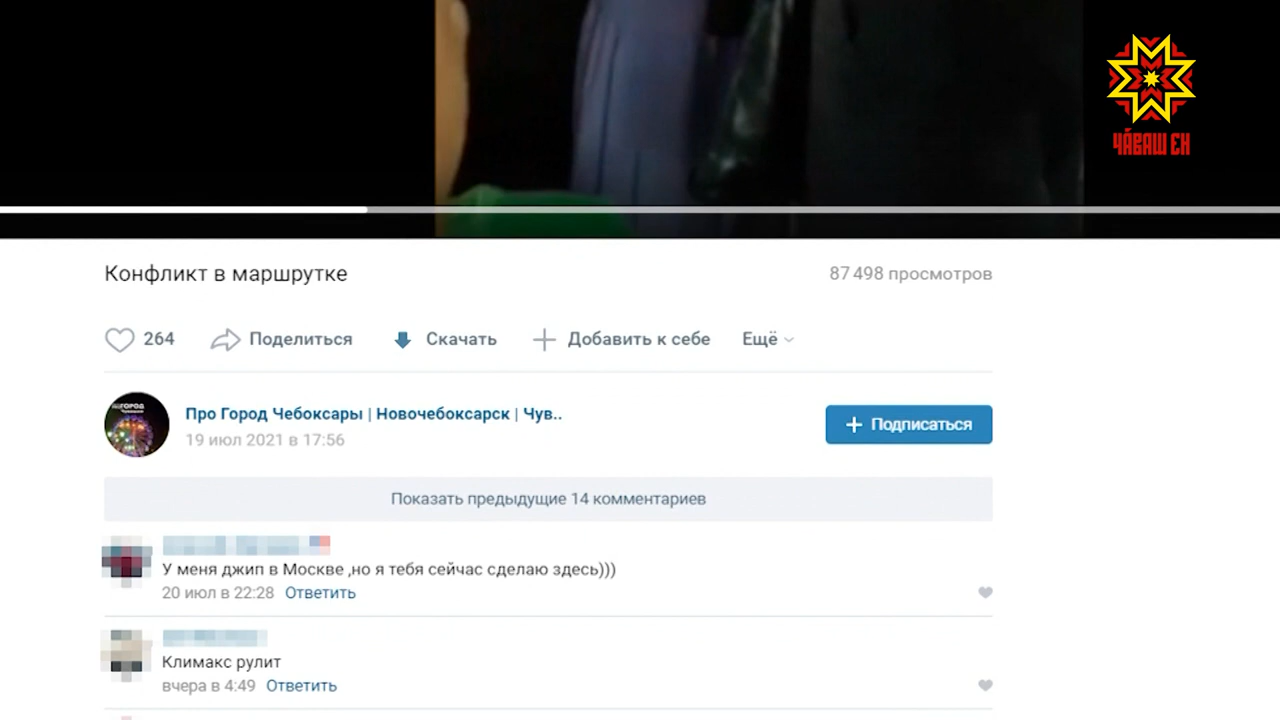 ЧӐВАШ ЕН
Конфликт в маршрутке
87 498 просмотров
264
Поделиться
Скачать
Добавить к себе
Ещё
ГОРОД
Про Город Чебоксары | Новочебоксарск | Чув..
19 июл 2021 в 17:56
Подписаться
Показать предыдущие 14 комментариев
У меня джип в Москве ,но я тебя сейчас сделаю здесь)))
20 июл в 22:28 Ответить
Климакс рулит
вчера в 4:49 Ответить